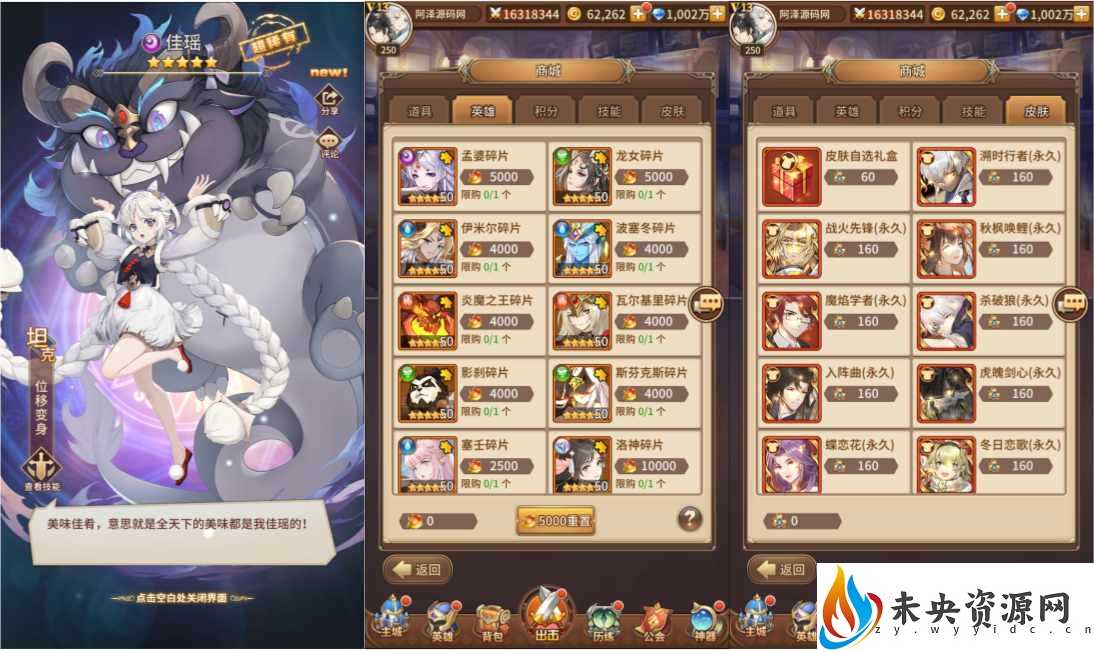 佳瑶
超稀有
new!
分享
评论
坦克
位移变身
查看技能
美味佳肴，意思就是全天下的美味都是我佳瑶的！
点击空白处关闭界面
V13
250
阿泽源码网
16318344
62,262
1,002万
商城
道具
英雄
积分
技能
皮肤
孟婆碎片
5000
50
限购 0/1 个
龙女碎片
5000
50
限购 0/1 个
伊米尔碎片
4000
50
限购 0/1 个
波塞冬碎片
4000
50
限购 0/1 个
炎魔之王碎片
4000
50
限购 0/1 个
瓦尔基里碎片
4000
50
限购 0/1 个
影刹碎片
4000
50
限购 0/1 个
斯芬克斯碎片
4000
50
限购 0/1 个
塞壬碎片
2500
50
限购 0/1 个
洛神碎片
10000
50
限购 0/1 个
0
5000重置
?
返回
主城
英雄
背包
出击
历练
公会
神器
V13
250
阿泽源码网
16318344
62,262
1,002万
商城
道具
英雄
积分
技能
皮肤
皮肤自选礼盒
60
溯时行者(永久)
160
战火先锋(永久)
160
秋枫唤鲤(永久)
160
魔焰学者(永久)
160
杀破狼(永久)
160
入阵曲(永久)
160
虎魄剑心(永久)
160
蝶恋花(永久)
160
冬日恋歌(永久)
160
0
返回
主城
英雄
未央资源网
zy.wyyidc.cn